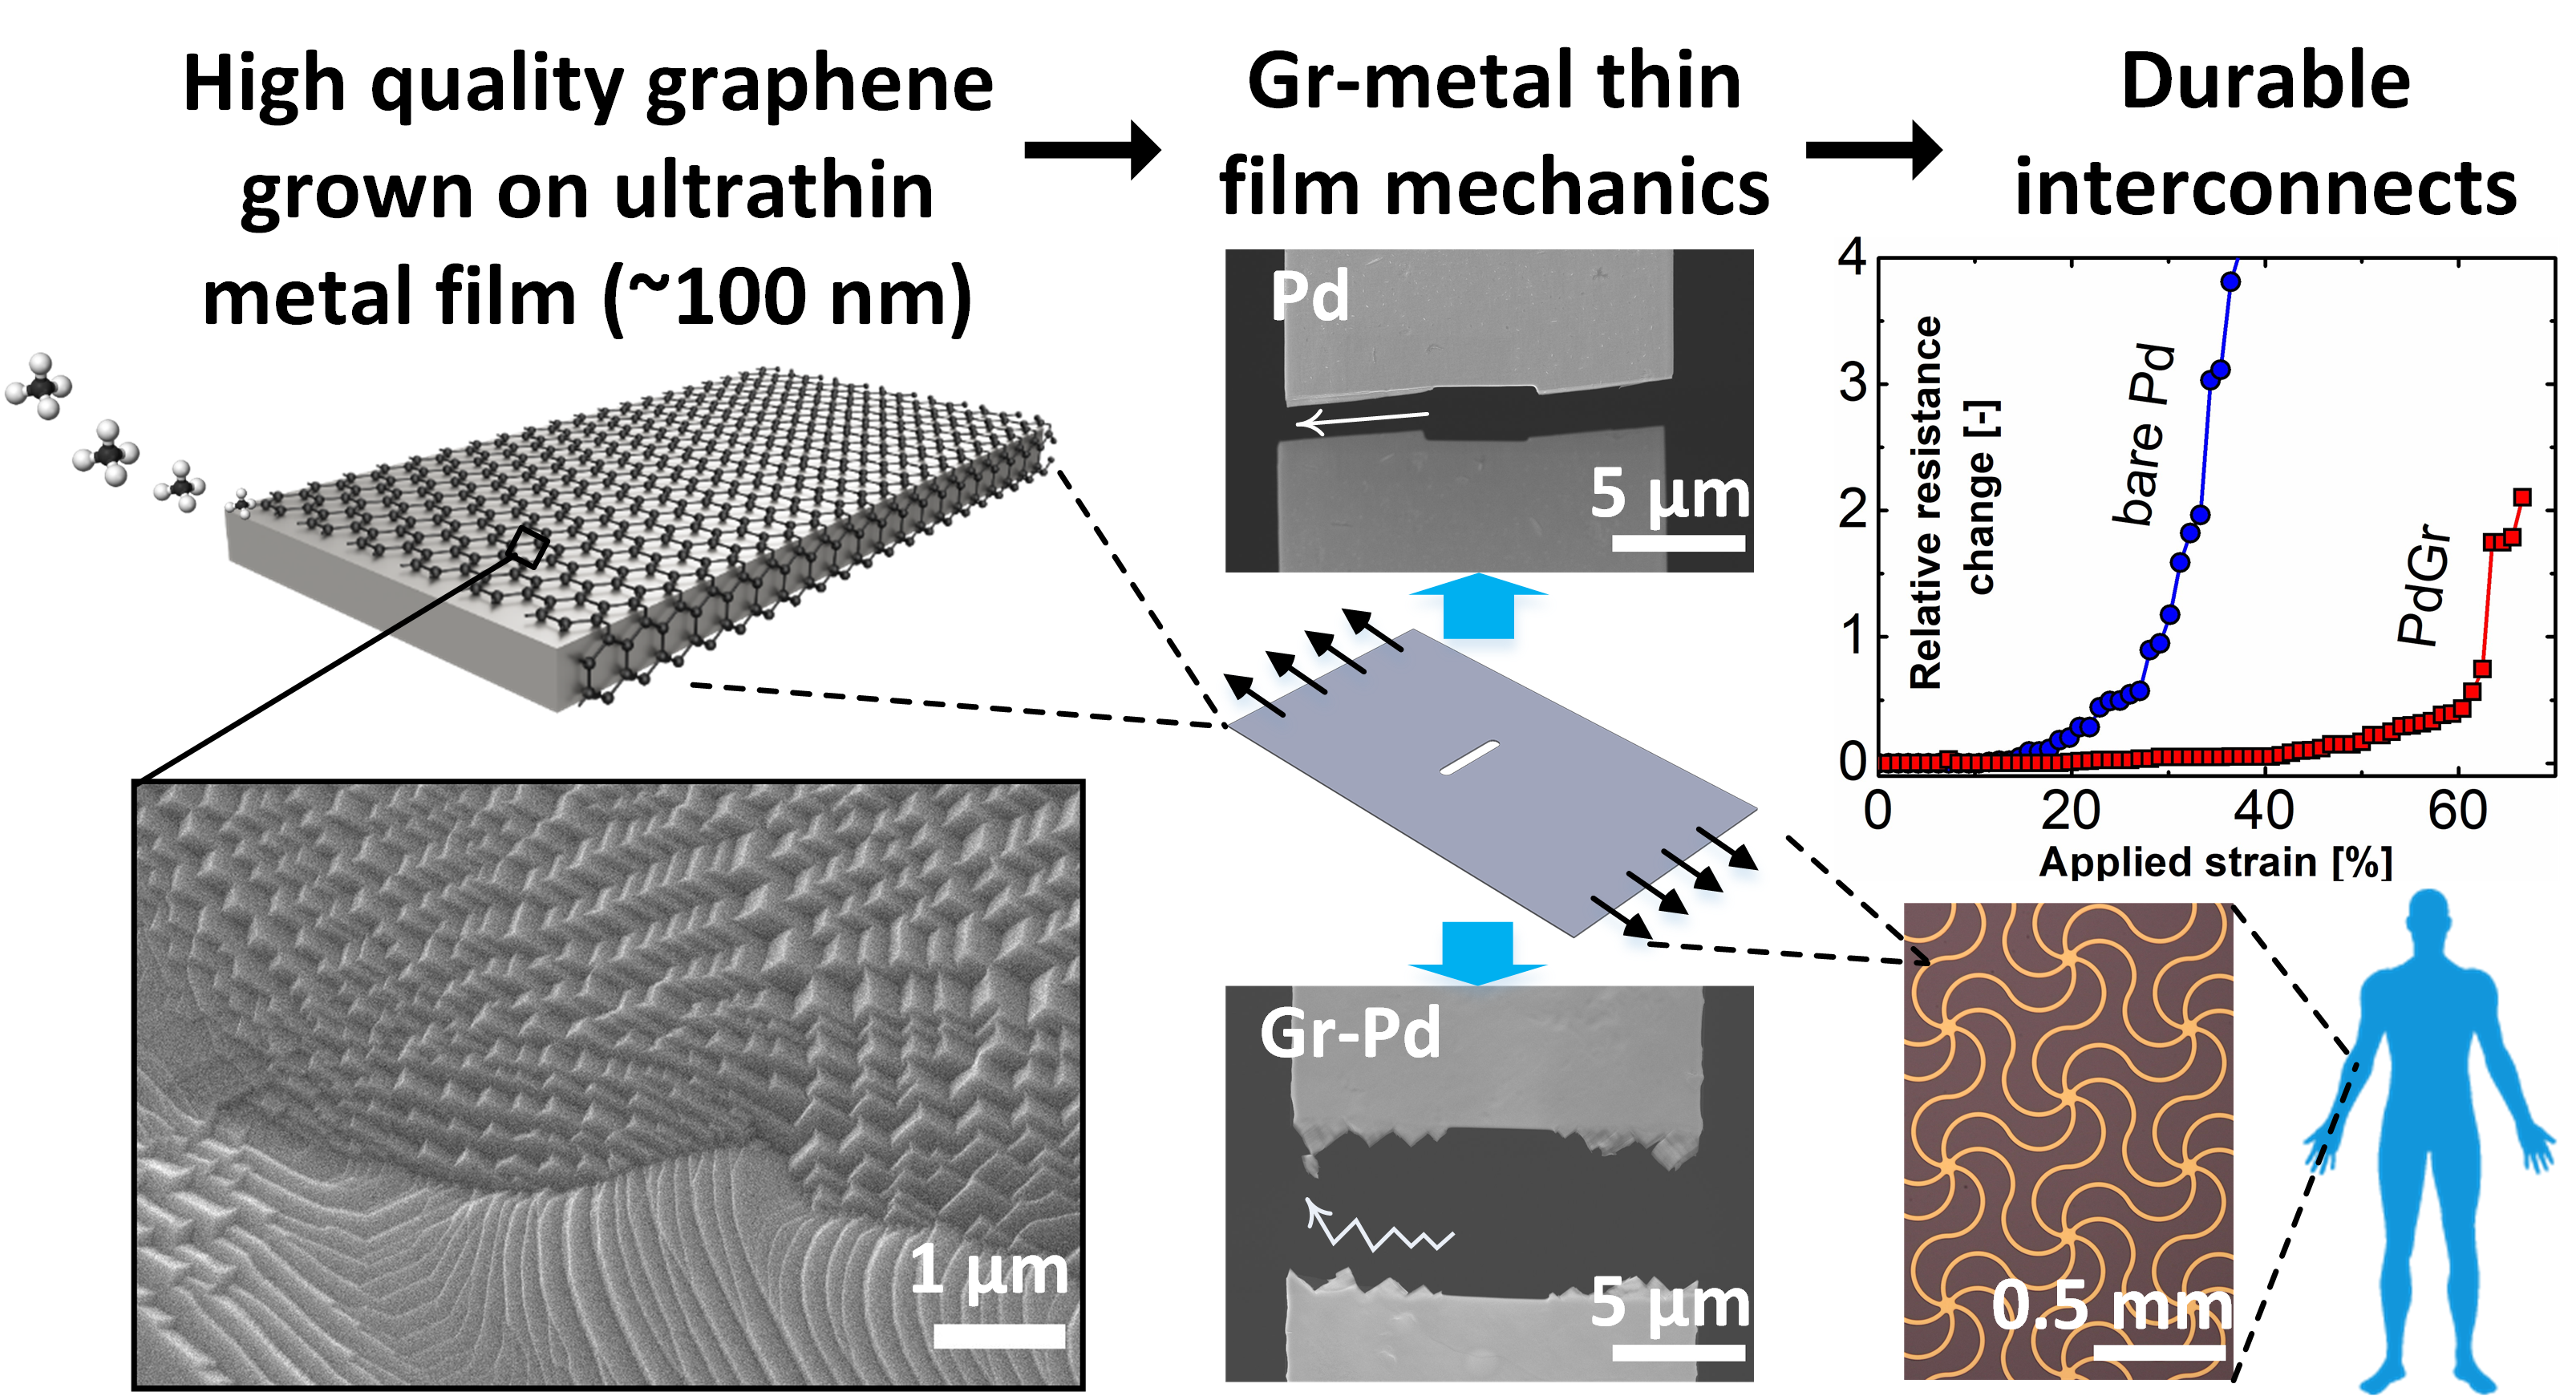 High quality graphene
grown on ultrathin
metal film (~100 nm)
Gr-metal thin
film mechanics
Durable
interconnects
Pd
5 µm
Gr-Pd
5 µm
1 µm
4
3
2
1
0
0
20
40
60
Relative resistance
change [-]
bare Pd
PdGr
Applied strain [%]
0.5 mm